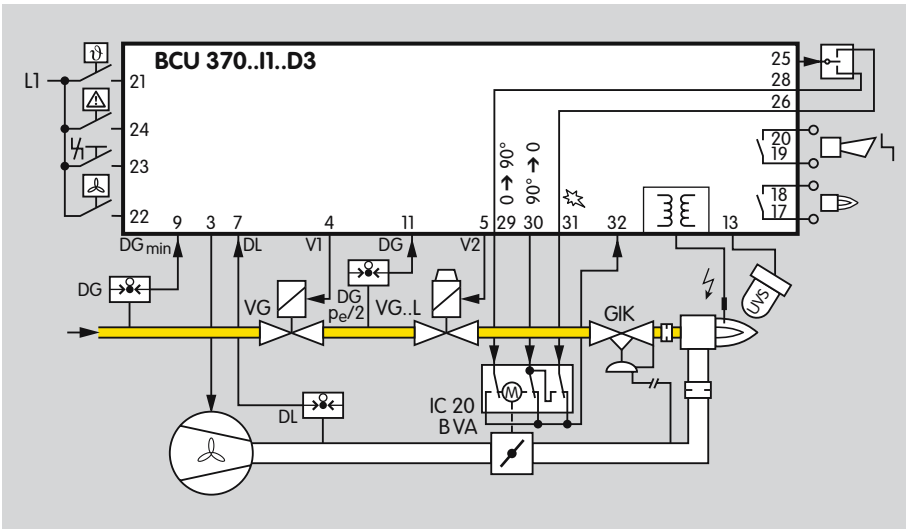 BCU 370..I1..D3
L1
ϑ
21
24
23
22
25
28
26
20
19
18
17
0 → 90°
90° → 0
9 3 7 4 11 5 29 30 31 32 13
DGmin DL V1 DG V2
DG
VG
DG
pe/2
VG..L
GIK
UVS
M
IC 20
BVA
DL